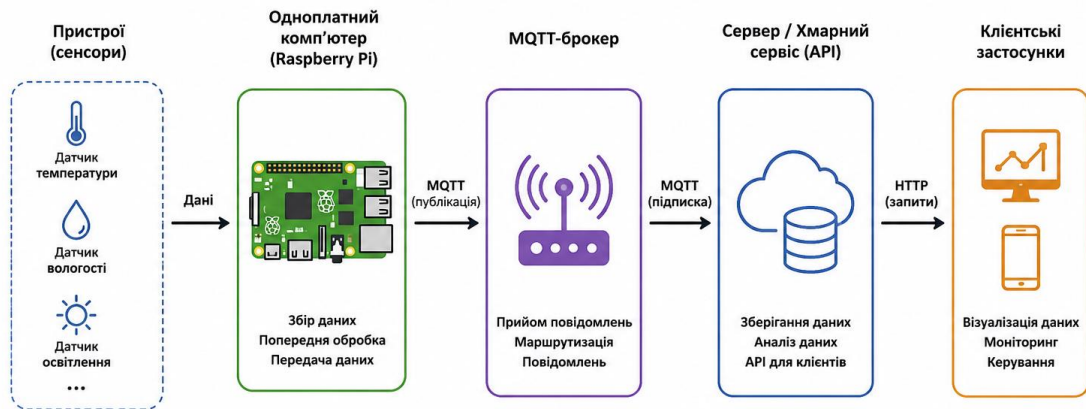 Пристрої
(сенсори)
Датчик
температури
Датчик
вологості
Датчик
освітлення
...
Дані
Одноплатний
комп'ютер
(Raspberry Pi)
Збір даних
Попередня обробка
Передача даних
MQTT
(публікація)
MQTT-брокер
Прийом повідомлень
Маршрутизація
Повідомлень
MQTT
(підписка)
Сервер / Хмарний
сервіс (API)
Зберігання даних
Аналіз даних
API для клієнтів
HTTP
(запити)
Клієнтські
застосунки
Візуалізація даних
Моніторинг
Керування